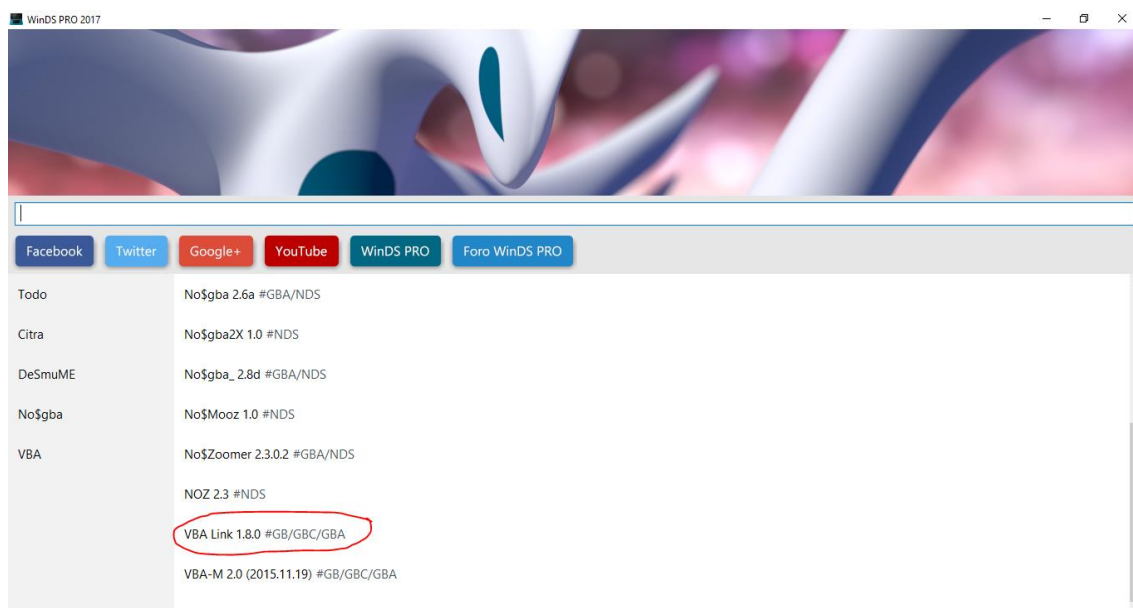 WinDS PRO 2017
Facebook Twitter Google+ YouTube WinDS PRO Foro WinDS PRO
Todo
Citra
DeSmuME
No$gba
VBA
No$gba 2.6a #GBA/NDS
No$gba2X 1.0 #NDS
No$gba_ 2.8d #GBA/NDS
No$Mooz 1.0 #NDS
No$Zoomer 2.3.0.2 #GBA/NDS
NOZ 2.3 #NDS
VBA Link 1.8.0 #GB/GBC/GBA
VBA-M 2.0 (2015.11.19) #GB/GBC/GBA